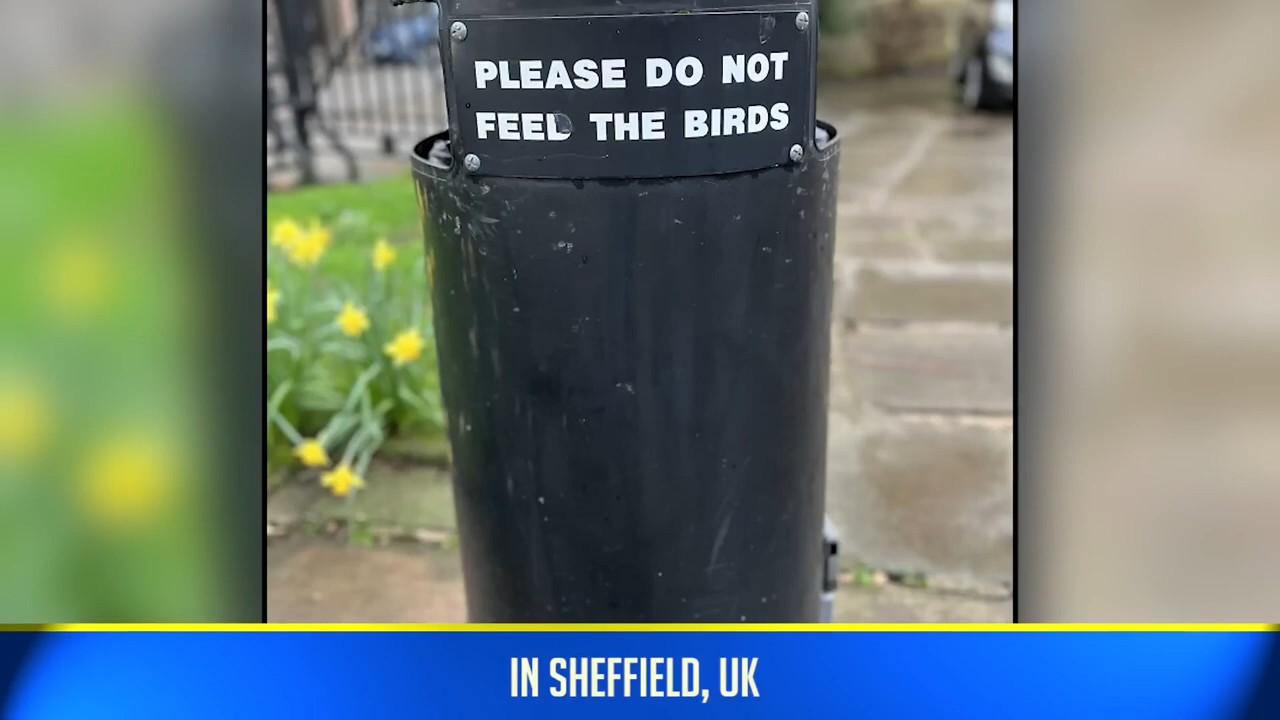 PLEASE DO NOT
FEEL THE BIRDS
IN SHEFFIELD, UK